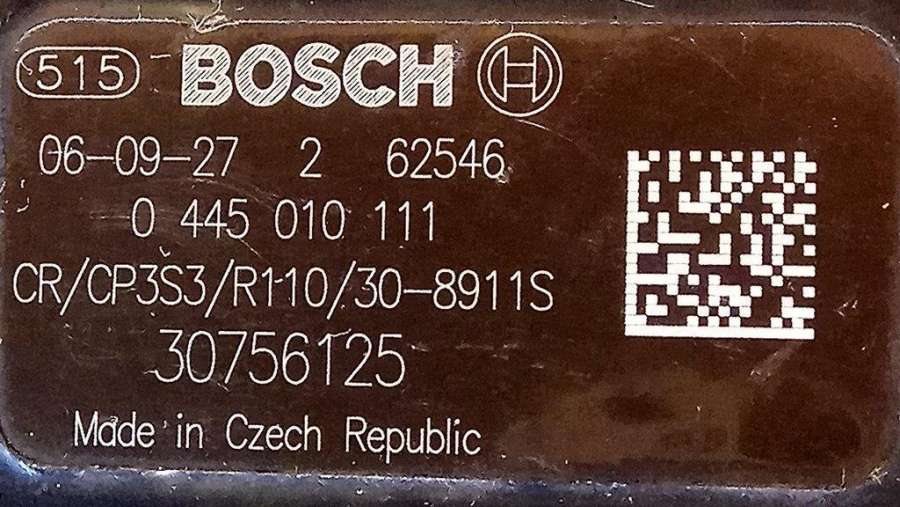 515 BOSCH
06-09-27 2 62546
0 445 010 111
CR/CP3S3/R110/30-8911S
30756125
Made in Czech Republic